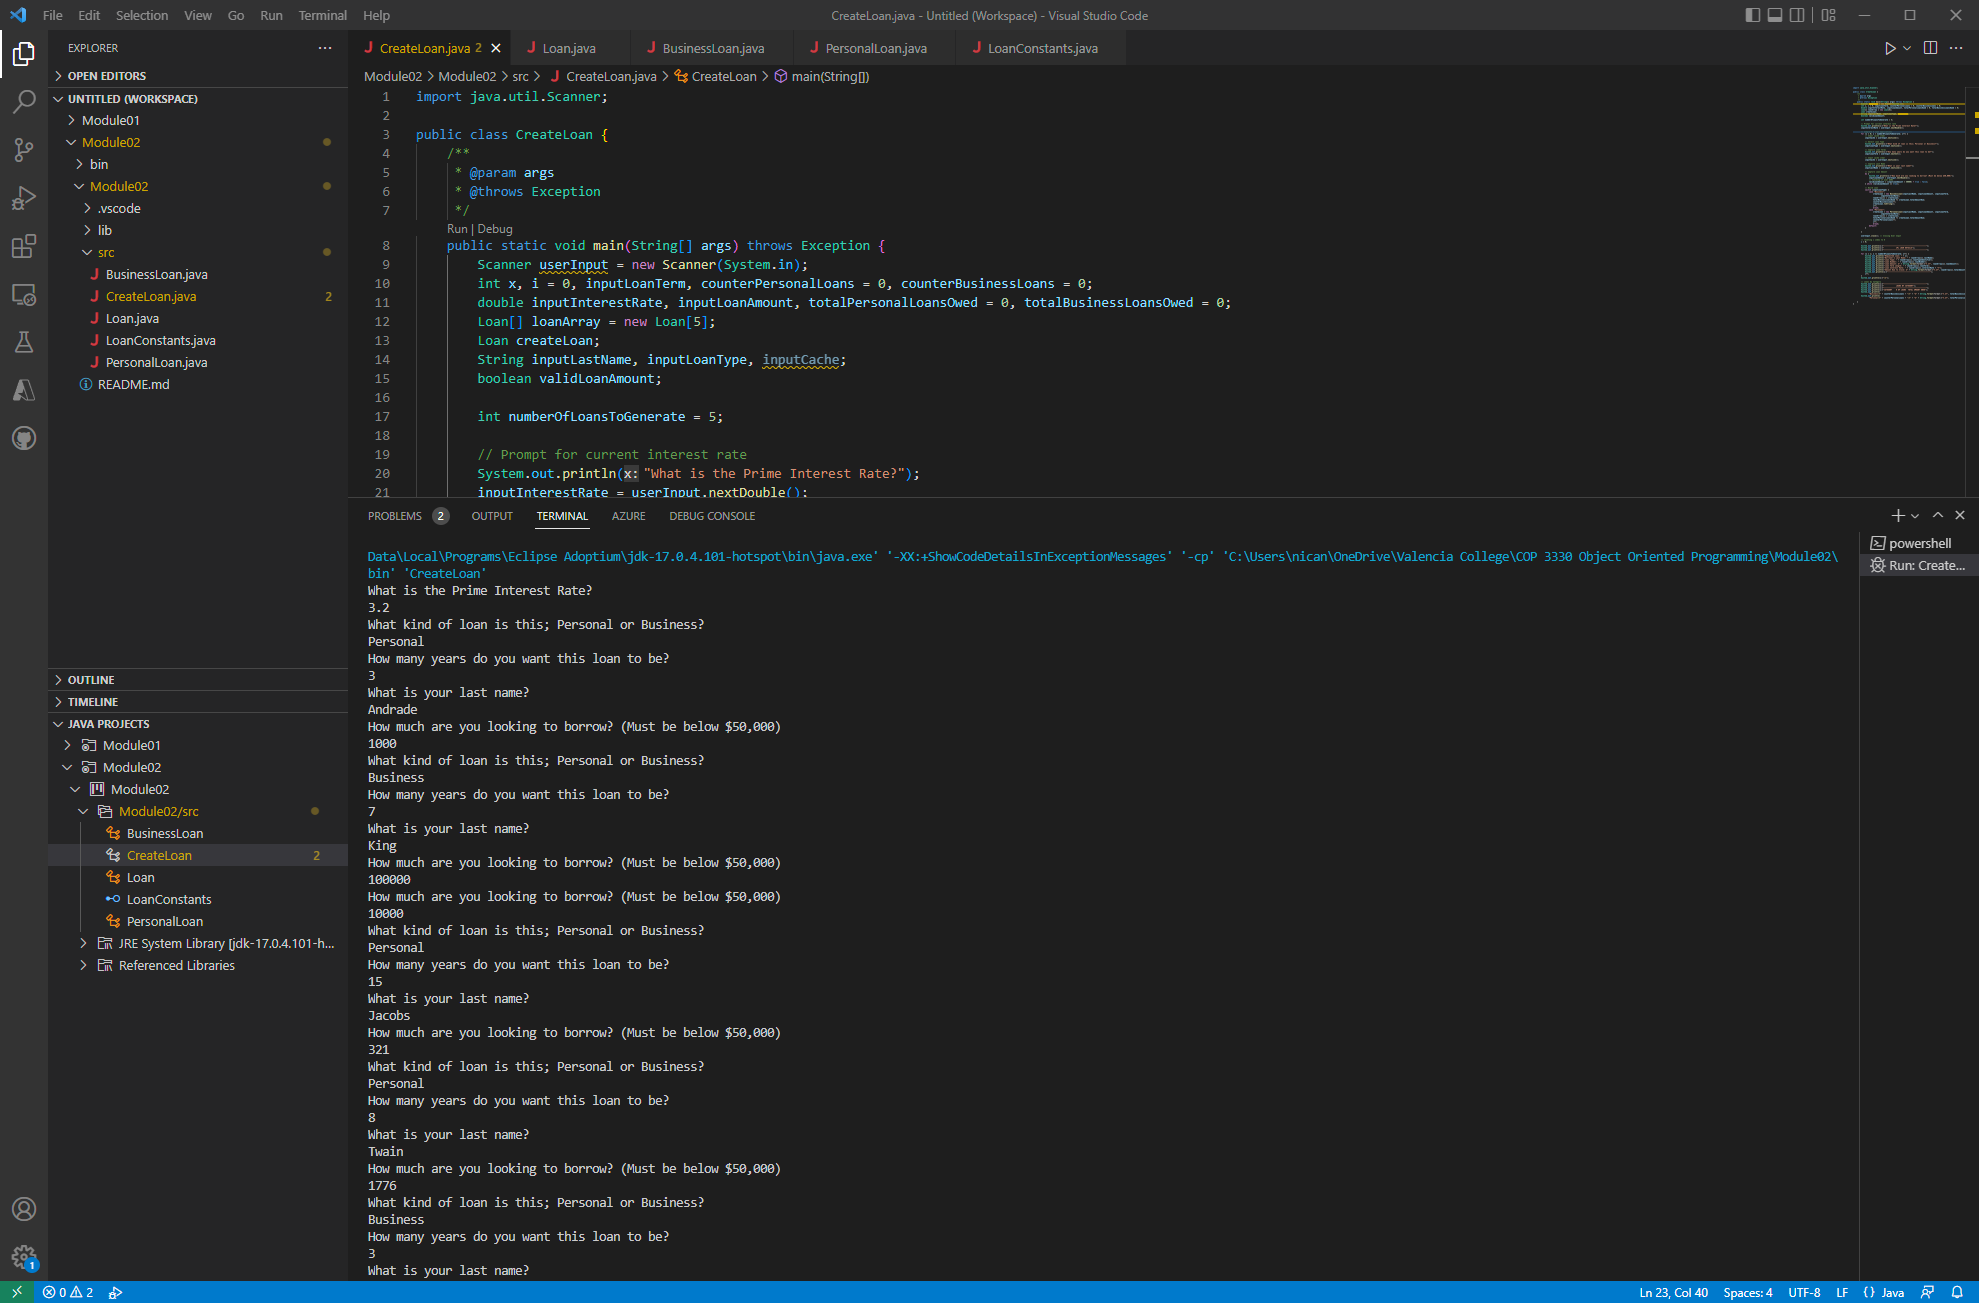 File Edit Selection View Go Run Terminal Help
CreateLoan.java - Untitled (Workspace) - Visual Studio Code
EXPLORER
OPEN EDITORS
UNTITLED (WORKSPACE)
Module01
Module02
bin
Module02
.vscode
lib
src
BusinessLoan.java
CreateLoan.java 2
Loan.java
LoanConstants.java
PersonalLoan.java
README.md
OUTLINE
TIMELINE
JAVA PROJECTS
Module01
Module02
Module02
Module02/src
BusinessLoan
CreateLoan 2
Loan
LoanConstants
PersonalLoan
JRE System Library [jdk-17.0.4.101-h...
Referenced Libraries
CreateLoan.java 2 Loan.java BusinessLoan.java PersonalLoan.java LoanConstants.java
Module02 > Module02 > src > CreateLoan.java > CreateLoan > main(String[])
1 import java.util.Scanner;
2
3 public class CreateLoan {
4 /**
5 * @param args
6 * @throws Exception
7 */
Run | Debug
8 public static void main(String[] args) throws Exception {
9 Scanner userInput = new Scanner(System.in);
10 int x, i = 0, inputLoanTerm, counterPersonalLoans = 0, counterBusinessLoans = 0;
11 double inputInterestRate, inputLoanAmount, totalPersonalLoansOwed = 0, totalBusinessLoansOwed = 0;
12 Loan[] loanArray = new Loan[5];
13 Loan createLoan;
14 String inputLastName, inputLoanType, inputCache;
15 boolean validLoanAmount;
16
17 int numberOfLoansToGenerate = 5;
18
19 // Prompt for current interest rate
20 System.out.println(x: "What is the Prime Interest Rate?");
21 inputInterestRate = userInput.nextDouble();
PROBLEMS 2 OUTPUT TERMINAL AZURE DEBUG CONSOLE
powershell
Run: Create...
Data\Local\Programs\Eclipse Adoptium\jdk-17.0.4.101-hotspot\bin\java.exe' '-XX:+ShowCodeDetailsInExceptionMessages' '-cp' 'C:\Users\nican\OneDrive\Valencia College\COP 3330 Object Oriented Programming\Module02\
bin' 'CreateLoan'
What is the Prime Interest Rate?
3.2
What kind of loan is this; Personal or Business?
Personal
How many years do you want this loan to be?
3
What is your last name?
Andrade
How much are you looking to borrow? (Must be below $50,000)
1000
What kind of loan is this; Personal or Business?
Business
How many years do you want this loan to be?
7
What is your last name?
King
How much are you looking to borrow? (Must be below $50,000)
100000
How much are you looking to borrow? (Must be below $50,000)
10000
What kind of loan is this; Personal or Business?
Personal
How many years do you want this loan to be?
15
What is your last name?
Jacobs
How much are you looking to borrow? (Must be below $50,000)
321
What kind of loan is this; Personal or Business?
Personal
How many years do you want this loan to be?
8
What is your last name?
Twain
How much are you looking to borrow? (Must be below $50,000)
1776
What kind of loan is this; Personal or Business?
Business
How many years do you want this loan to be?
3
What is your last name?
1
0 2
Ln 23, Col 40 Spaces: 4 UTF-8 LF {} Java